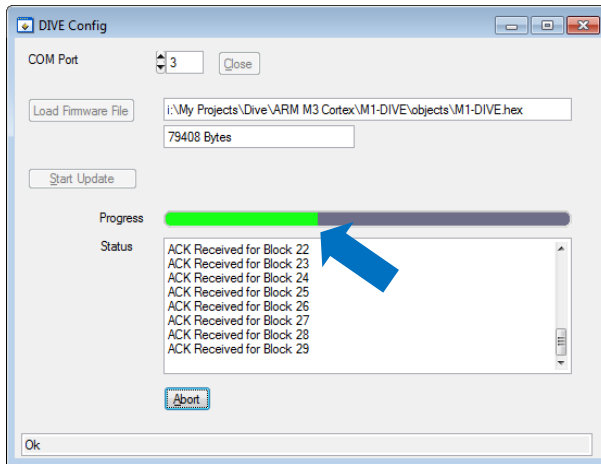 DIVE Config
COM Port 3 Close
Load Firmware File i:\My Projects\Dive\ARM M3 Cortex\M1-DIVE\objects\M1-DIVE.hex
79408 Bytes
Start Update
Progress
Status
ACK Received for Block 22
ACK Received for Block 23
ACK Received for Block 24
ACK Received for Block 25
ACK Received for Block 26
ACK Received for Block 27
ACK Received for Block 28
ACK Received for Block 29
Abort
Ok